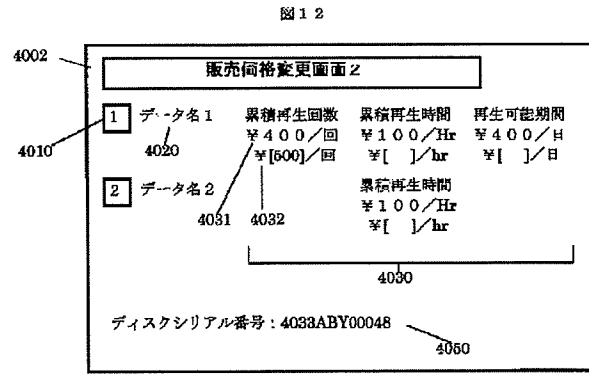 図12
4002
販売価格変更画面2
1 データ名1 累積再生回数 累積再生時間 再生可能期間
¥400/回 ¥100/Hr ¥400/日
4010 4020 ¥[500]/回 ¥[ ]/hr ¥[ ]/日
2 データ名2 累積再生時間
4031 4032 ¥100/Hr
¥[ ]/hr
4030
ディスクシリアル番号:4033ABY00048
4050